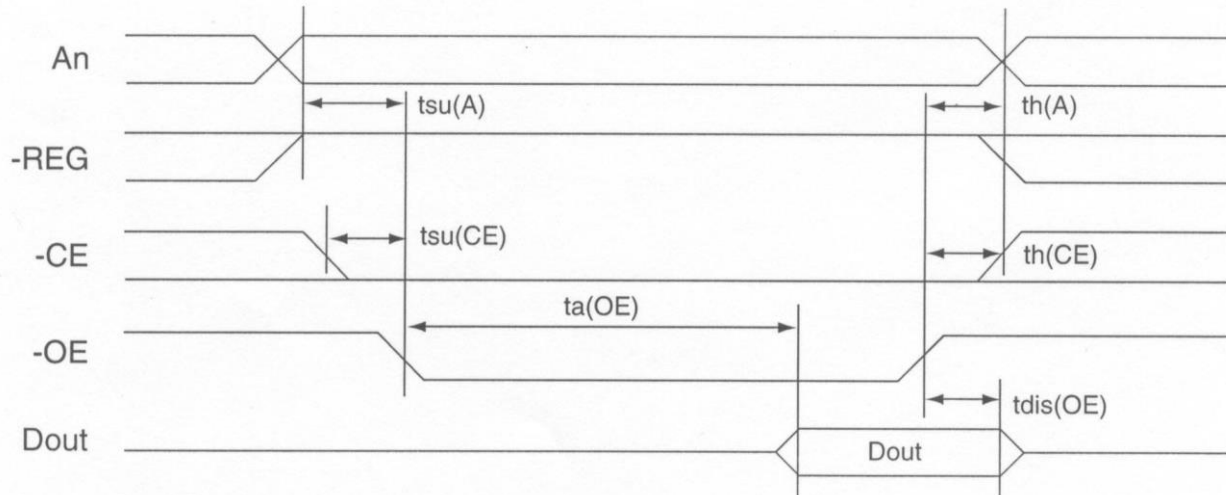 An
tsu(A)
th(A)
-REG
tsu(CE)
-CE
th(CE)
ta(OE)
-OE
tdis(OE)
Dout
Dout